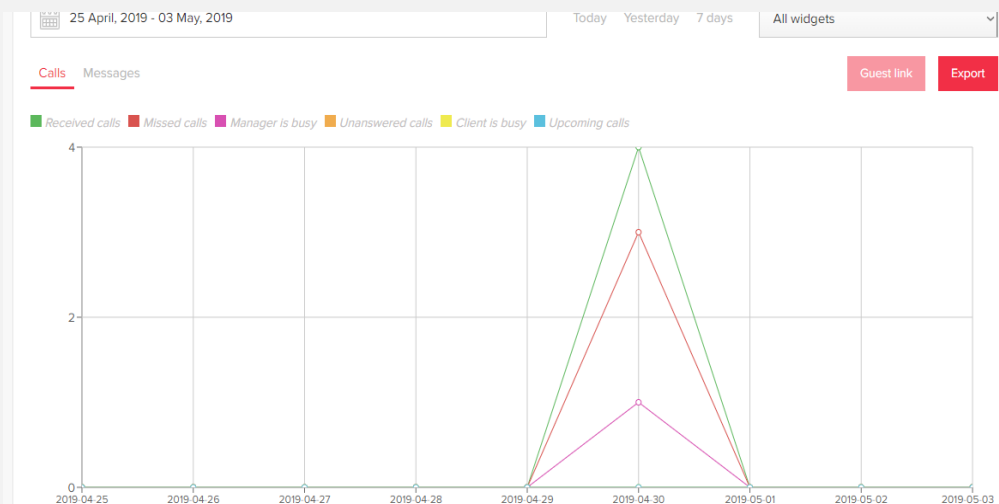 25 April, 2019 - 03 May, 2019 Today Yesterday 7 days All widgets
Calls Messages Guest link Export
Received calls Missed calls Manager is busy Unanswered calls Client is busy Upcoming calls
4
2
0
2019-04-25 2019-04-26 2019-04-27 2019-04-28 2019-04-29 2019-04-30 2019-05-01 2019-05-02 2019-05-03